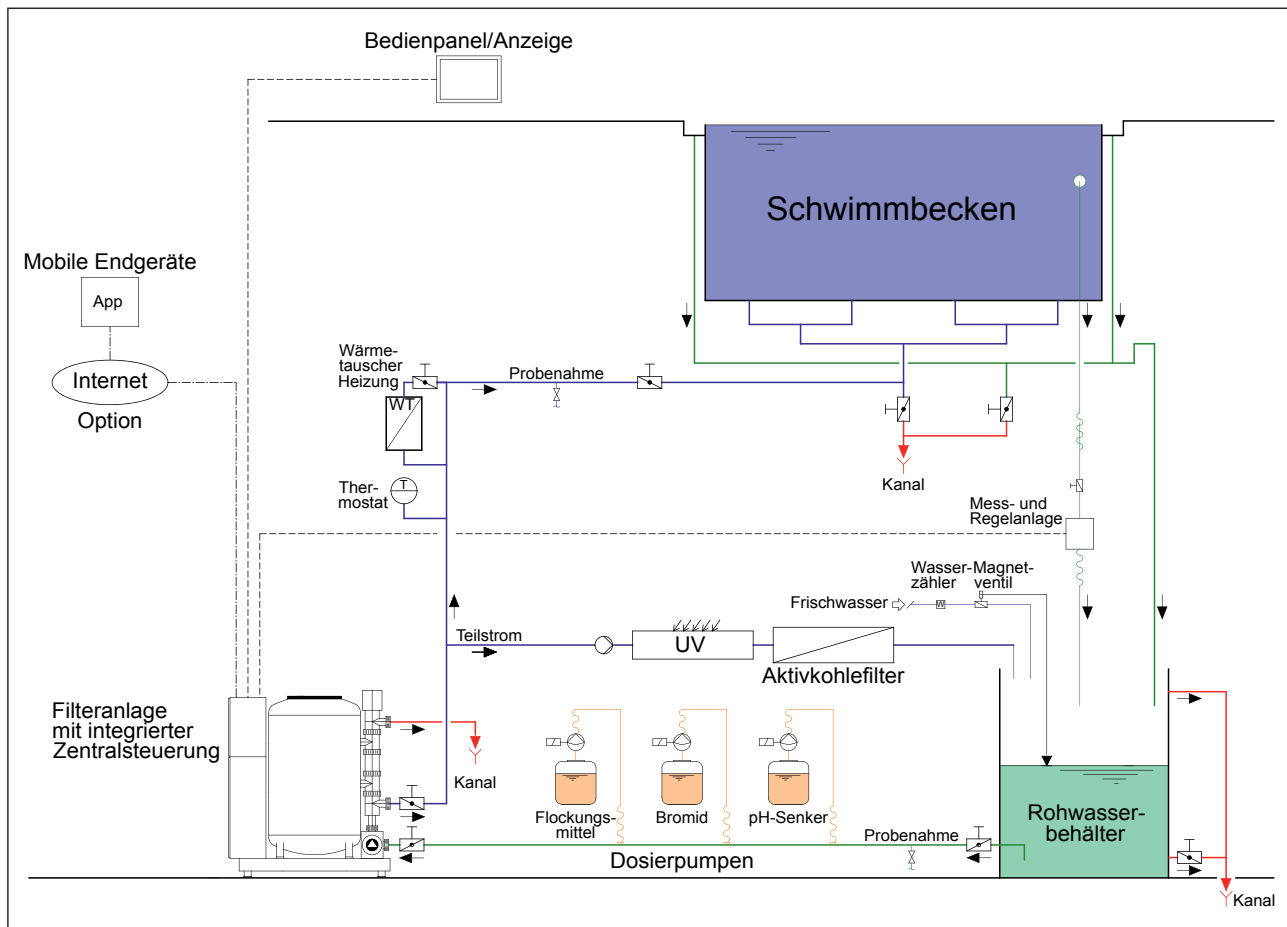 Bedienpanel/Anzeige
Schwimmbecken
Mobile Endgeräte
App
Internet
Option
Wärme-
tauscher
Heizung
WT
Probenahme
Ther-
mostat
T
Kanal
Mess- und
Regelanlage
Wasser-
zähler
Magnet-
ventil
Frischwasser
W
Teilstrom
UV
Aktivkohlefilter
Filteranlage
mit integrierter
Zentralsteuerung
Kanal
Flockungs-
mittel
Bromid
pH-Senker
Dosierpumpen
Probenahme
Rohwasser-
behälter
Kanal